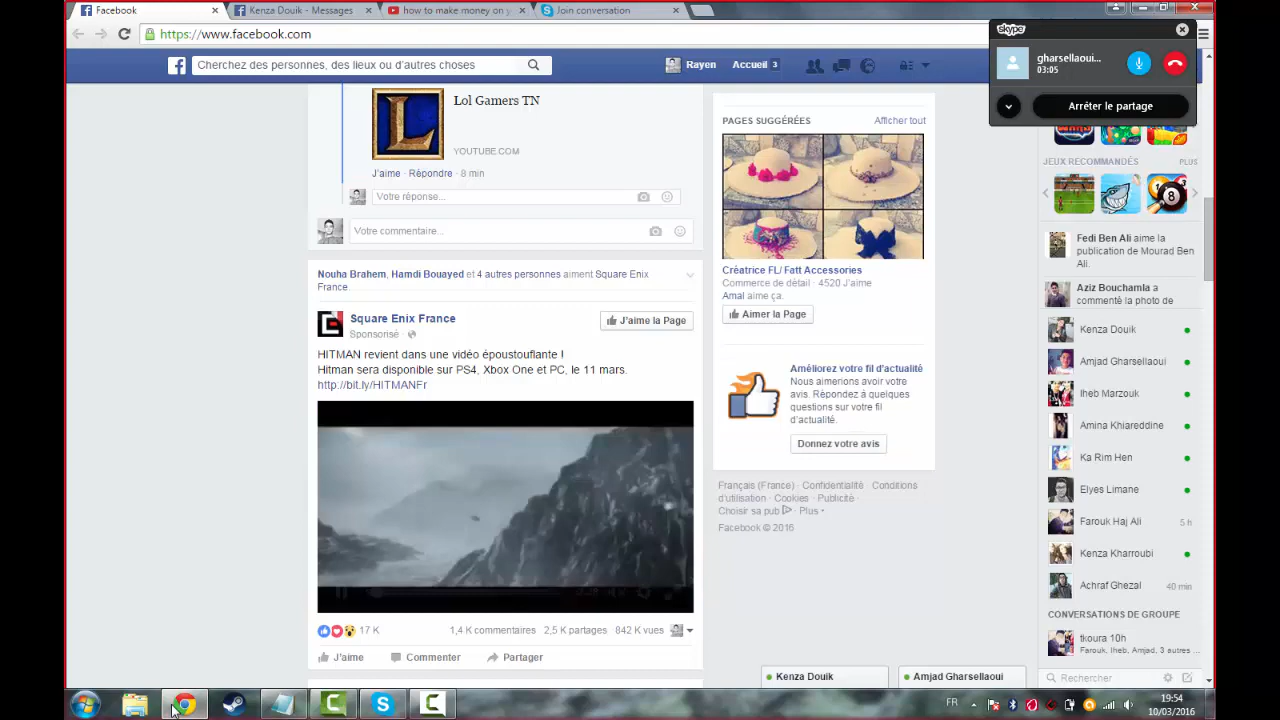 Facebook
Kenza Douik - Messages
how to make money on y
Join conversation
https://www.facebook.com
skype
gharsellaoui...
03:05
Arrêter le partage
Cherchez des personnes, des lieux ou d'autres choses
Rayen
Accueil 3
Lol Gamers TN
YOUTUBE.COM
J'aime · Répondre · 8 min
Votre réponse...
Votre commentaire...
Nouha Brahem, Hamdi Bouayed et 4 autres personnes aiment Square Enix
France.
Square Enix France
Sponsorisé ·
J'aime la Page
HITMAN revient dans une vidéo époustouflante !
Hitman sera disponible sur PS4, Xbox One et PC, le 11 mars.
http://bit.ly/HITMANFr
17 K
1,4 K commentaires
2,5 K partages
842 K vues
J'aime
Commenter
Partager
PAGES SUGGÉRÉES
Afficher tout
Créatrice FL/ Fatt Accessories
Commerce de détail · 4520 J'aime
Amal aime ça.
Aimer la Page
Améliorez votre fil d'actualité
Nous aimerions avoir votre
avis. Répondez à quelques
questions sur votre fil
d'actualité.
Donnez votre avis
Français (France) · Confidentialité · Conditions
d'utilisation · Cookies · Publicité ·
Choisir sa pub · Plus
Facebook © 2016
JEUX RECOMMANDÉS
PLUS
8
Fedi Ben Ali aime la
publication de Mourad Ben
Ali.
Aziz Bouchamla a
commenté la photo de
Kenza Douik
Amjad Gharsellaoui
Iheb Marzouk
Amina Khiareddine
Ka Rim Hen
Elyes Limane
Farouk Haj Ali
5 h
Kenza Kharroubi
Achraf Ghezal
40 min
CONVERSATIONS DE GROUPE
tkoura 10h
Farouk, Iheb, Amjad, 3 autres ...
Rechercher
Kenza Douik
Amjad Gharsellaoui
FR
19:54
10/03/2016